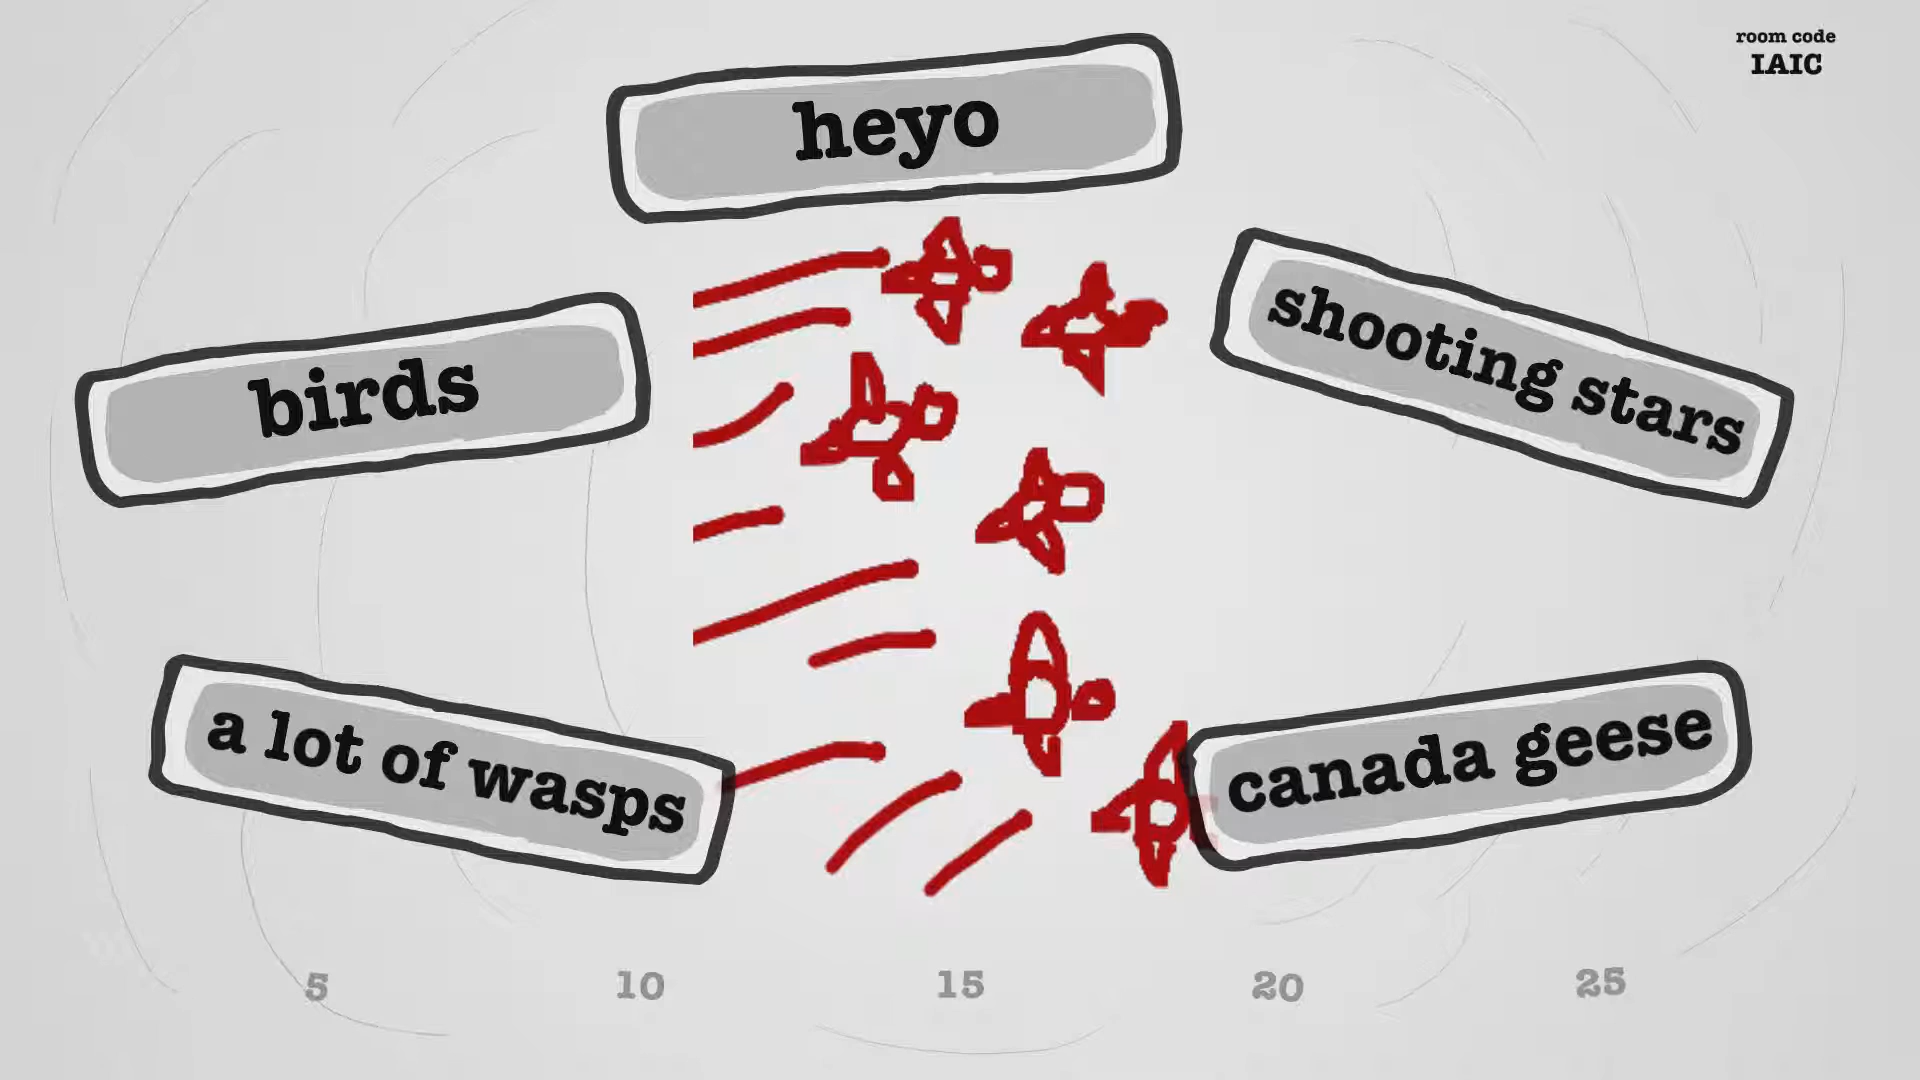 room code
IAIC
heyo
shooting stars
birds
a lot of wasps
canada geese
5 10 15 20 25